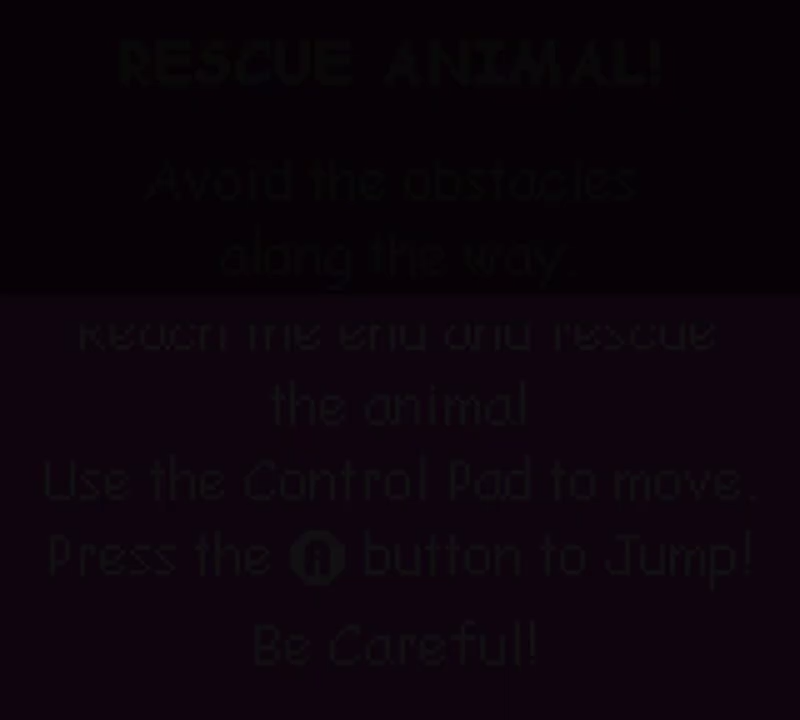 RESCUE ANIMAL!
Avoid the obstacles
along the way.
Reach the end and rescue
the animal
Use the Control Pad to move.
Press the A button to Jump!
Be Careful!